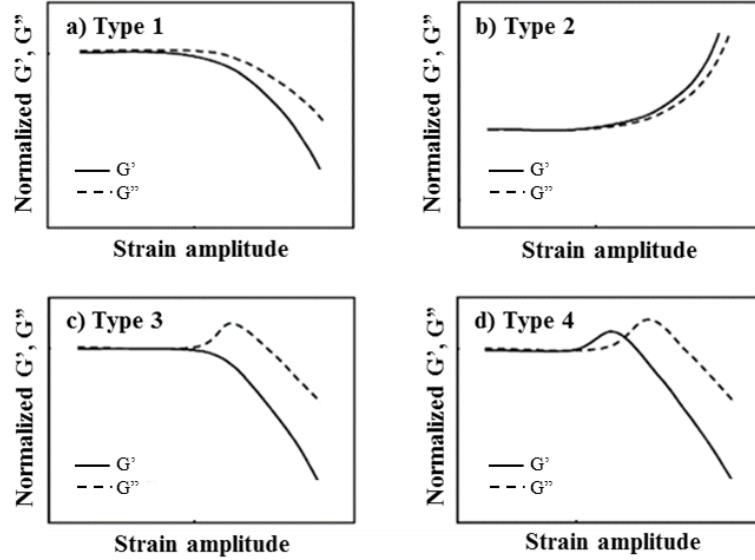 a) Type 1
Normalized G', G”
G’
G”
Strain amplitude
b) Type 2
Normalized G', G”
G’
G”
Strain amplitude
c) Type 3
Normalized G', G”
G’
G”
Strain amplitude
d) Type 4
Normalized G', G”
G’
G”
Strain amplitude